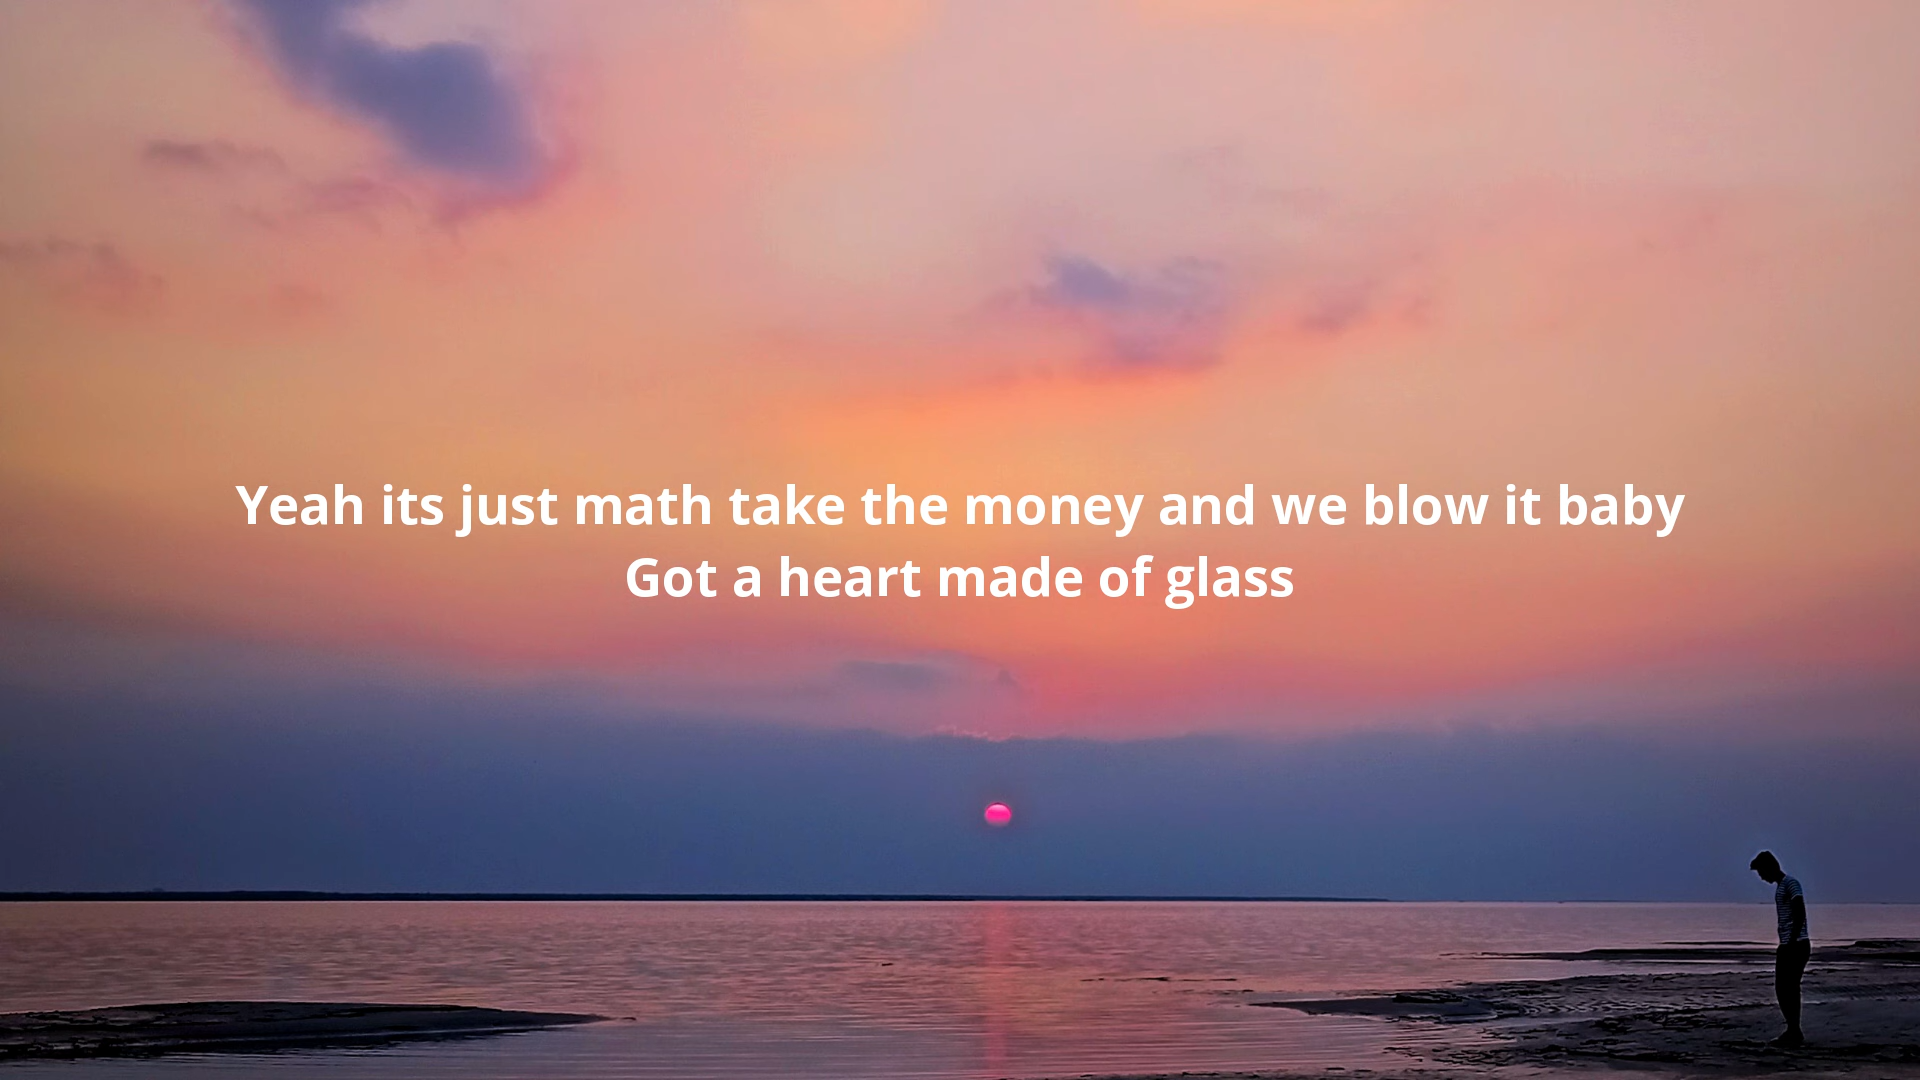 Yeah its just math take the money and we blow it baby
Got a heart made of glass